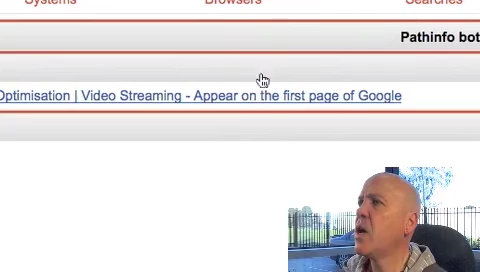 Systems Browsers Searches
Pathinfo bot
Optimisation | Video Streaming - Appear on the first page of Google